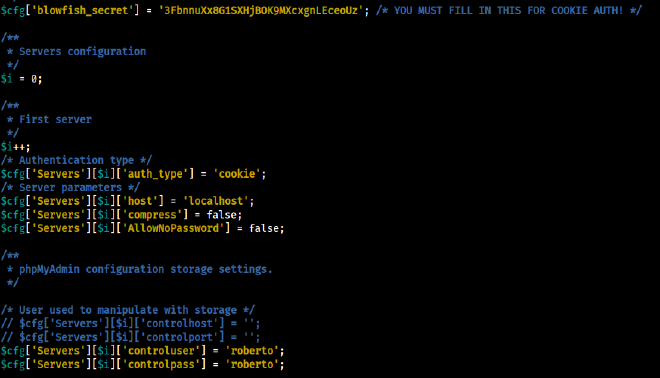 $cfg['blowfish_secret'] = '3FbnnuXx8G1SXHjBOK9MXcxgnLEceoUz'; /* YOU MUST FILL IN THIS FOR COOKIE AUTH! */
/**
 * Servers configuration
 */
$i = 0;
/**
 * First server
 */
$i++;
/* Authentication type */
$cfg['Servers'][$i]['auth_type'] = 'cookie';
/* Server parameters */
$cfg['Servers'][$i]['host'] = 'localhost';
$cfg['Servers'][$i]['compress'] = false;
$cfg['Servers'][$i]['AllowNoPassword'] = false;
/**
 * phpMyAdmin configuration storage settings.
 */
/* User used to manipulate with storage */
// $cfg['Servers'][$i]['controlhost'] = '';
// $cfg['Servers'][$i]['controlport'] = '';
$cfg['Servers'][$i]['controluser'] = 'roberto';
$cfg['Servers'][$i]['controlpass'] = 'roberto';